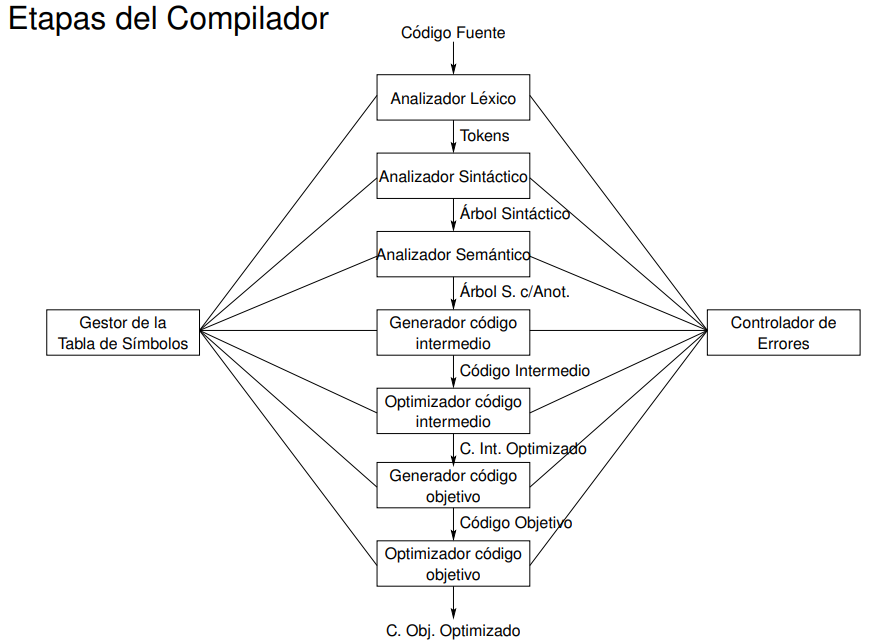 Etapas del Compilador
Código Fuente
Analizador Léxico
Tokens
Analizador Sintáctico
Árbol Sintáctico
Analizador Semántico
Árbol S. c/Anot.
Gestor de la
Tabla de Símbolos
Generador código
intermedio
Controlador de
Errores
Código Intermedio
Optimizador código
intermedio
C. Int. Optimizado
Generador código
objetivo
Código Objetivo
Optimizador código
objetivo
C. Obj. Optimizado